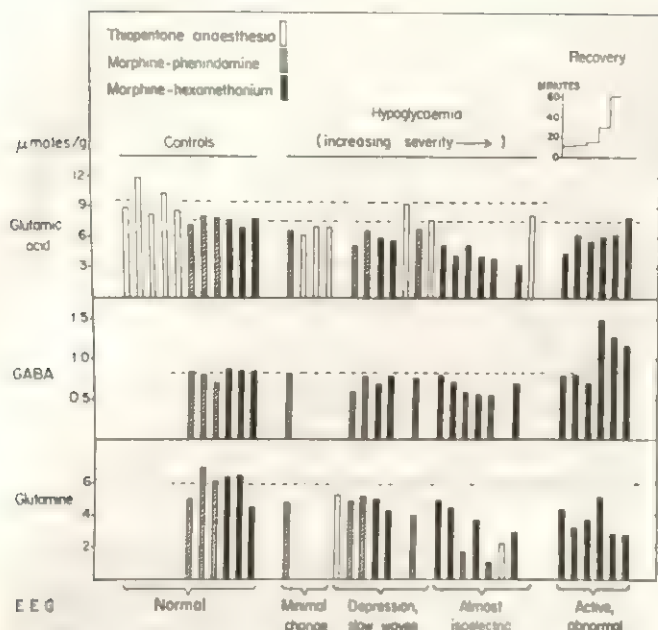 Thiopentone anaesthesia
Morphine-phenindamine
Morphine-hexamethonium
Recovery
MINUTES
60
40
20
0
Hypoglycaemia
(increasing severity → )
Controls
μmoles/g
12
9
6
3
Glutamic
acid
1.5
1.0
0.5
GABA
6
4
2
Glutamine
E E G
Normal
Minimal
change
Depression,
slow waves
Almost
isoelectric
Active,
abnormal